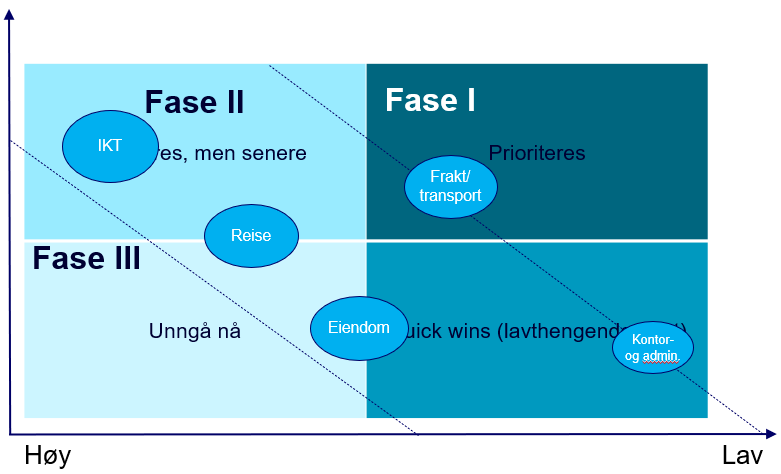 Fase II
Fase I
IKT
res, men senere
Prioriteres
Frakt/
transport
Reise
Fase III
Unngå nå
Eiendom
uick wins (lavthengende
Kontor-
og admin.
Høy
Lav